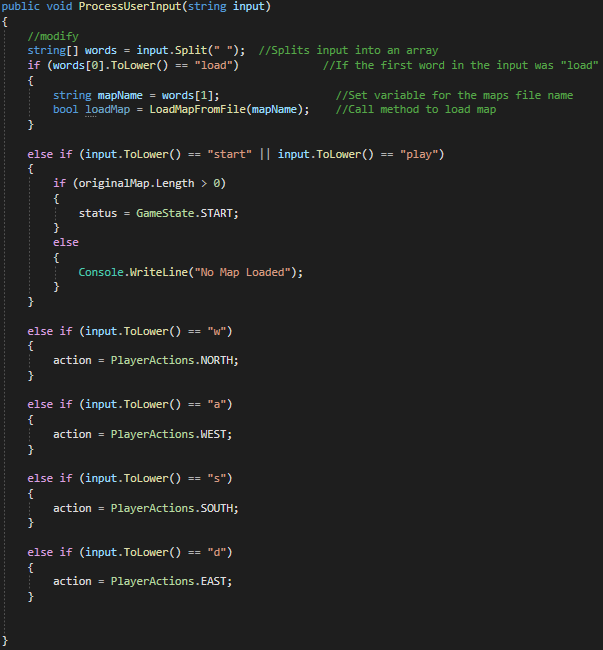 public void ProcessUserInput(string input)
{
//modify
string[] words = input.Split(" ");  //Splits input into an array
if (words[0].ToLower() == "load")             //If the first word in the input was "load"
{
string mapName = words[1];                  //Set variable for the maps file name
bool loadMap = LoadMapFromFile(mapName);    //Call method to load map
}
else if (input.ToLower() == "start" || input.ToLower() == "play")
{
if (originalMap.Length > 0)
{
status = GameState.START;
}
else
{
Console.WriteLine("No Map Loaded");
}
}
else if (input.ToLower() == "w")
{
action = PlayerActions.NORTH;
}
else if (input.ToLower() == "a")
{
action = PlayerActions.WEST;
}
else if (input.ToLower() == "s")
{
action = PlayerActions.SOUTH;
}
else if (input.ToLower() == "d")
{
action = PlayerActions.EAST;
}
}